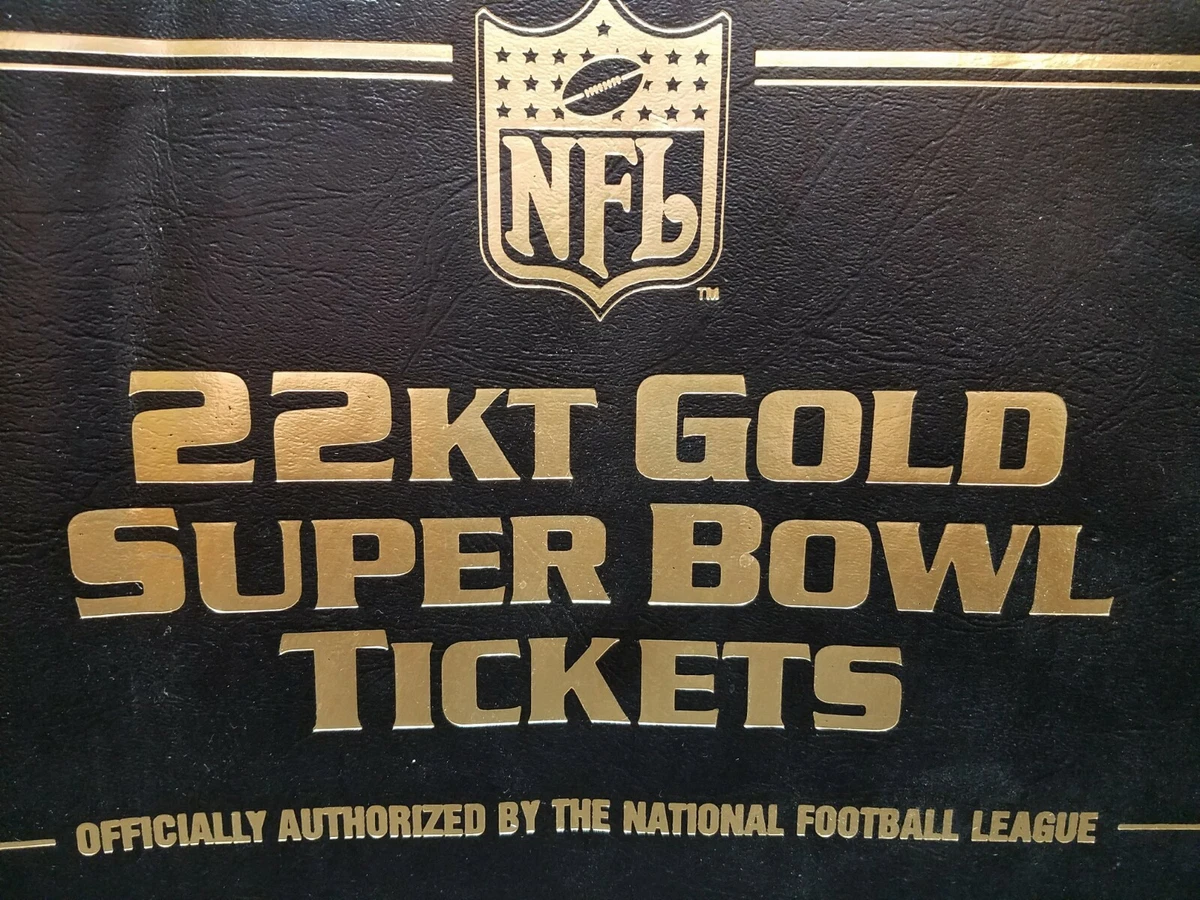 NFL
TM
22KT GOLD
SUPER BOWL
TICKETS
OFFICIALLY AUTHORIZED BY THE NATIONAL FOOTBALL LEAGUE